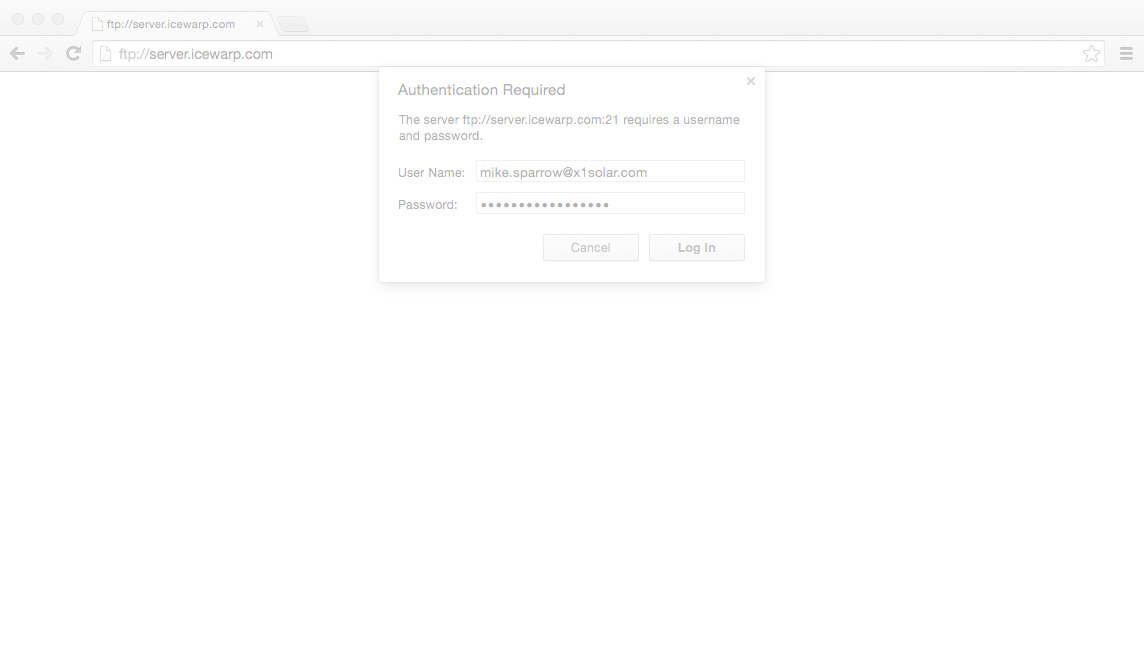 ftp://server.icewarp.com
ftp://server.icewarp.com
Authentication Required
The server ftp://server.icewarp.com:21 requires a username
and password.
User Name: mike.sparrow@x1solar.com
Password: •••••••••••••••••
Cancel Log In